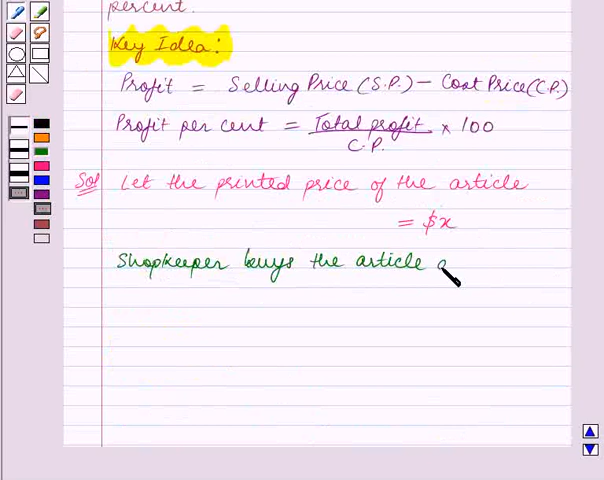 percent.
Key Idea:
Profit = Selling Price (S.P.) - Cost Price (C.P.)
Profit per cent = Total profit / C.P. × 100
Sol Let the printed price of the article
= $x
Shopkeeper buys the article a